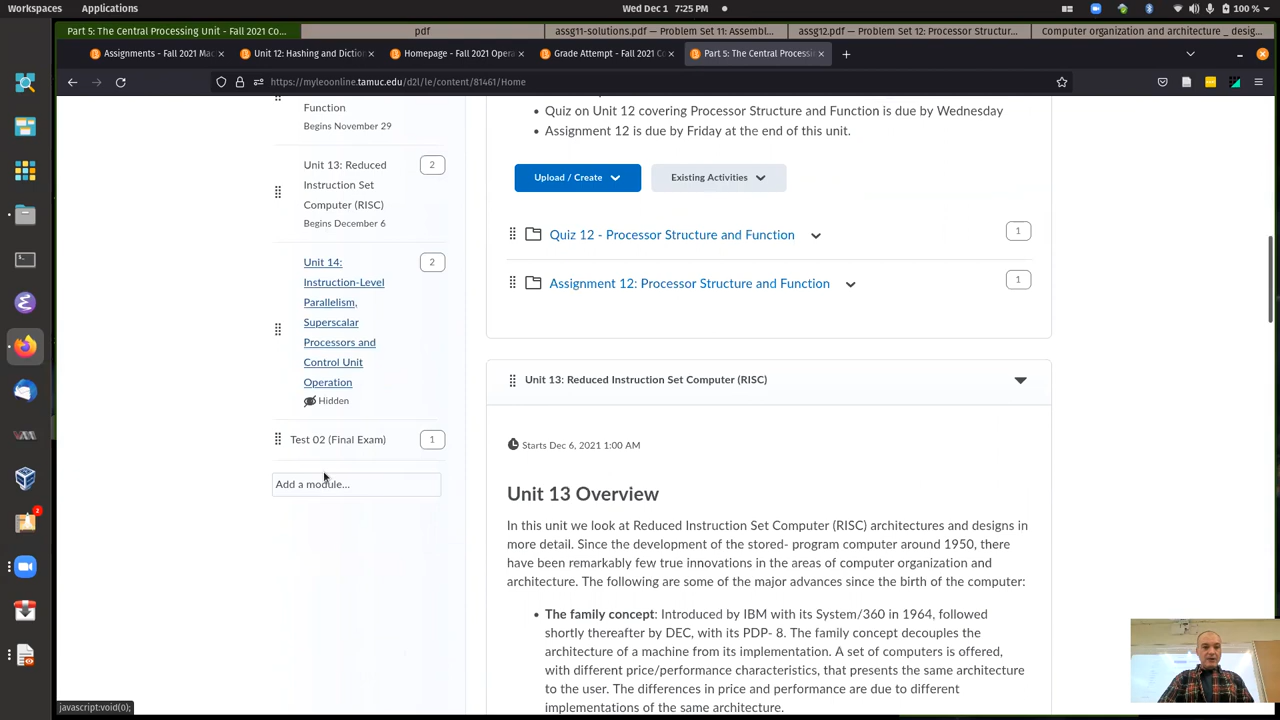 Workspaces Applications Wed Dec 1 7:25 PM 100 %
Part 5: The Central Processing Unit - Fall 2021 Co... pdf assg11-solutions.pdf — Problem Set 11: Assembl... assg12.pdf — Problem Set 12: Processor Structur... Computer organization and architecture _ desig...
Assignments - Fall 2021 Mac Unit 12: Hashing and Dictio Homepage - Fall 2021 Opera Grade Attempt - Fall 2021 Co Part 5: The Central Processin
https://myleoonline.tamuc.edu/d2l/le/content/81461/Home
Function
Begins November 29
Unit 13: Reduced
Instruction Set
Computer (RISC)
Begins December 6
2
Unit 14:
Instruction-Level
Parallelism,
Superscalar
Processors and
Control Unit
Operation
Hidden
2
Test 02 (Final Exam) 1
Add a module...
• Quiz on Unit 12 covering Processor Structure and Function is due by Wednesday
• Assignment 12 is due by Friday at the end of this unit.
Upload / Create Existing Activities
Quiz 12 - Processor Structure and Function 1
Assignment 12: Processor Structure and Function 1
Unit 13: Reduced Instruction Set Computer (RISC)
Starts Dec 6, 2021 1:00 AM
Unit 13 Overview
In this unit we look at Reduced Instruction Set Computer (RISC) architectures and designs in
more detail. Since the development of the stored- program computer around 1950, there
have been remarkably few true innovations in the areas of computer organization and
architecture. The following are some of the major advances since the birth of the computer:
• The family concept: Introduced by IBM with its System/360 in 1964, followed
shortly thereafter by DEC, with its PDP- 8. The family concept decouples the
architecture of a machine from its implementation. A set of computers is offered,
with different price/performance characteristics, that presents the same architecture
to the user. The differences in price and performance are due to different
implementations of the same architecture.
javascript:void(0);
2